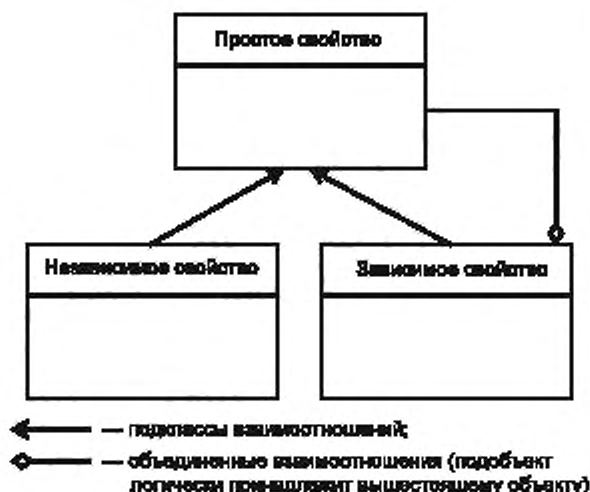 Простое свойство
Независимое свойство
Зависимое свойство
— подклассы взаимоотношений;
— объединенные взаимоотношения (подобъект
логически принадлежит вышестоящему объекту)